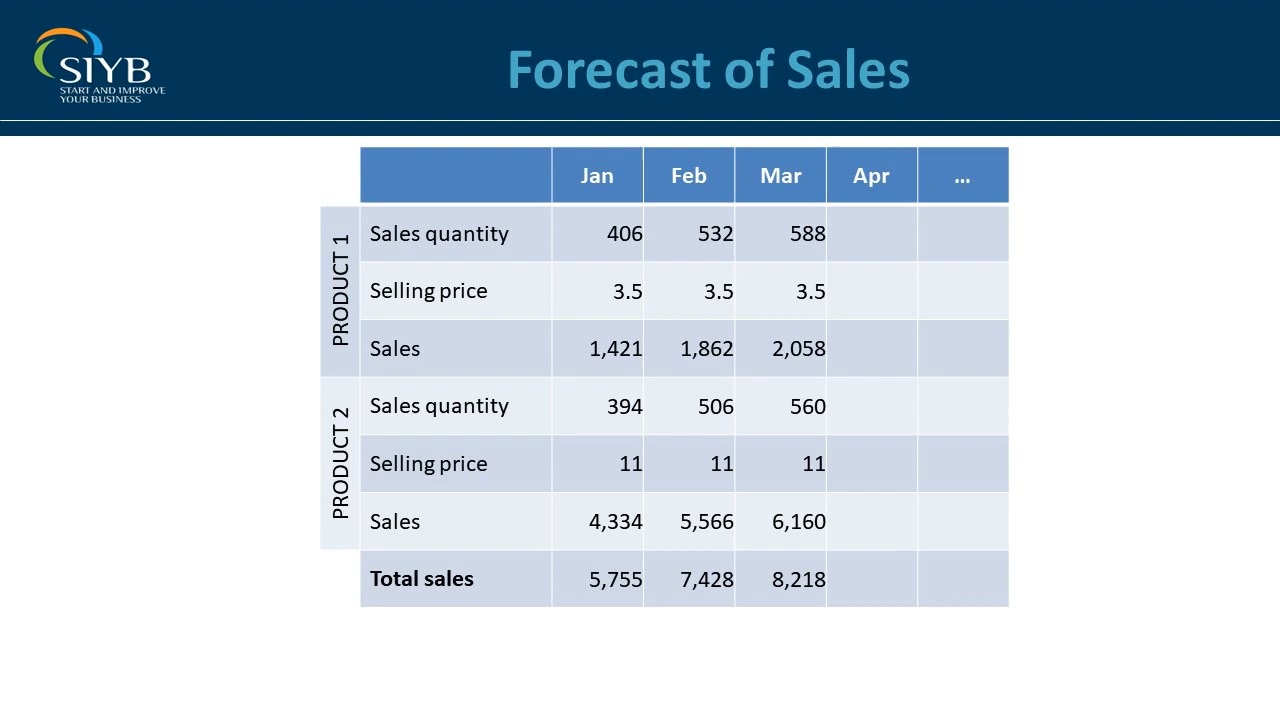 SIYB
START AND IMPROVE
YOUR BUSINESS
Forecast of Sales
Jan Feb Mar Apr ...
PRODUCT 1
Sales quantity 406 532 588
Selling price 3.5 3.5 3.5
Sales 1,421 1,862 2,058
PRODUCT 2
Sales quantity 394 506 560
Selling price 11 11 11
Sales 4,334 5,566 6,160
Total sales 5,755 7,428 8,218